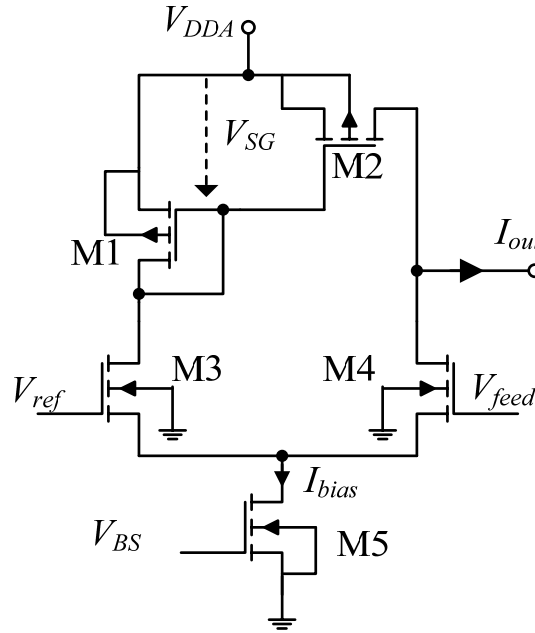 V_DDA
V_SG
M2
M1
I_out
M3
M4
V_ref
V_feed
I_bias
V_BS
M5